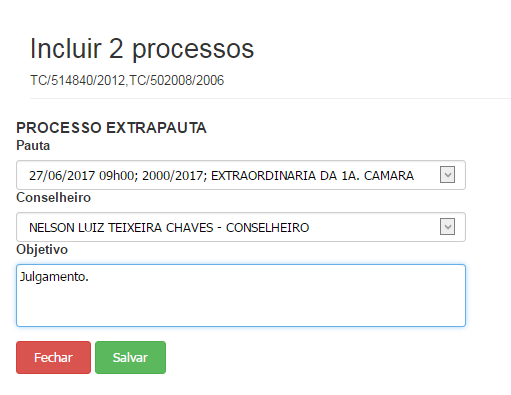 Incluir 2 processos
TC/514840/2012,TC/502008/2006
PROCESSO EXTRAPAUTA
Pauta
27/06/2017 09h00; 2000/2017; EXTRAORDINARIA DA 1A. CAMARA
Conselheiro
NELSON LUIZ TEIXEIRA CHAVES - CONSELHEIRO
Objetivo
Julgamento.
Fechar Salvar